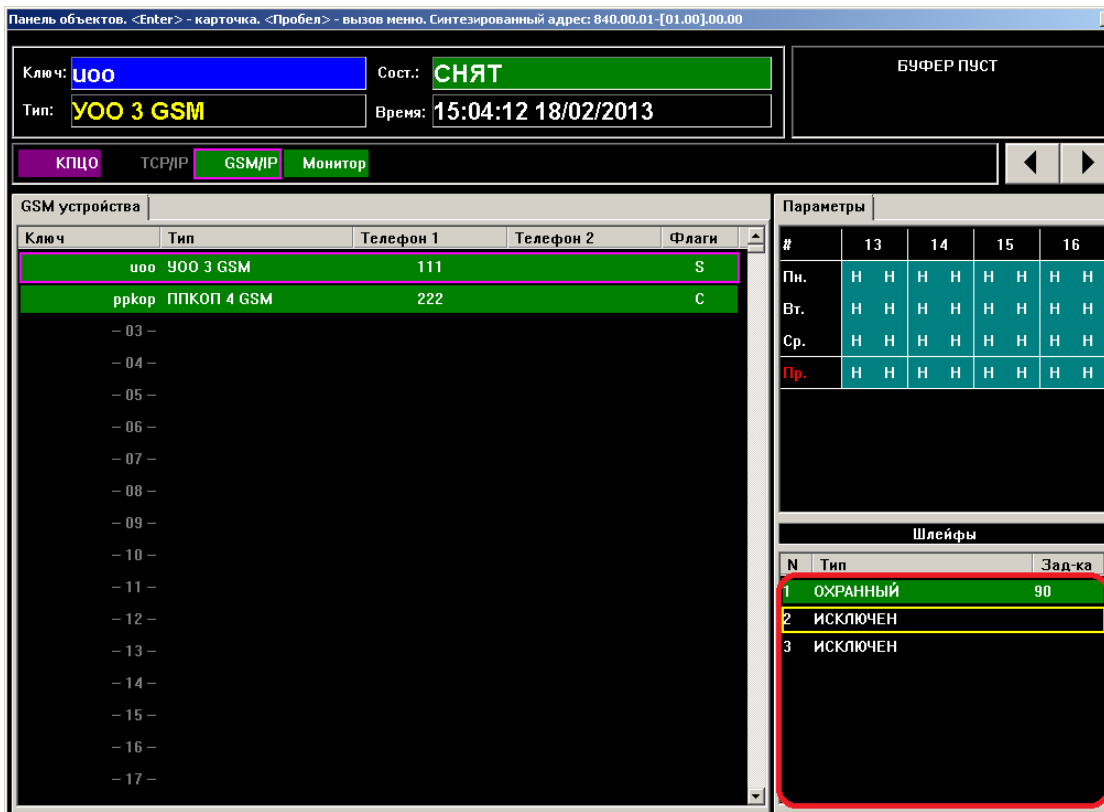 Панель объектов. <Enter> - карточка. <Пробел> - вызов меню. Синтезированный адрес: 840.00.01-[01.00].00.00
Ключ: uoo Сост.: СНЯТ
Тип: УОО 3 GSM Время: 15:04:12 18/02/2013
БУФЕР ПУСТ
КПЦО TCP/IP GSM/IP Монитор
GSM устройства
Ключ Тип Телефон 1 Телефон 2 Флаги
uoo УОО 3 GSM 111 S
ppkop ППКОП 4 GSM 222 C
– 03 –
– 04 –
– 05 –
– 06 –
– 07 –
– 08 –
– 09 –
– 10 –
– 11 –
– 12 –
– 13 –
– 14 –
– 15 –
– 16 –
– 17 –
Параметры
# 13 14 15 16
Пн. Н Н Н Н Н Н Н Н
Вт. Н Н Н Н Н Н Н Н
Ср. Н Н Н Н Н Н Н Н
Пр. Н Н Н Н Н Н Н Н
Шлейфы
N Тип Зад-ка
1 ОХРАННЫЙ 90
2 ИСКЛЮЧЕН
3 ИСКЛЮЧЕН